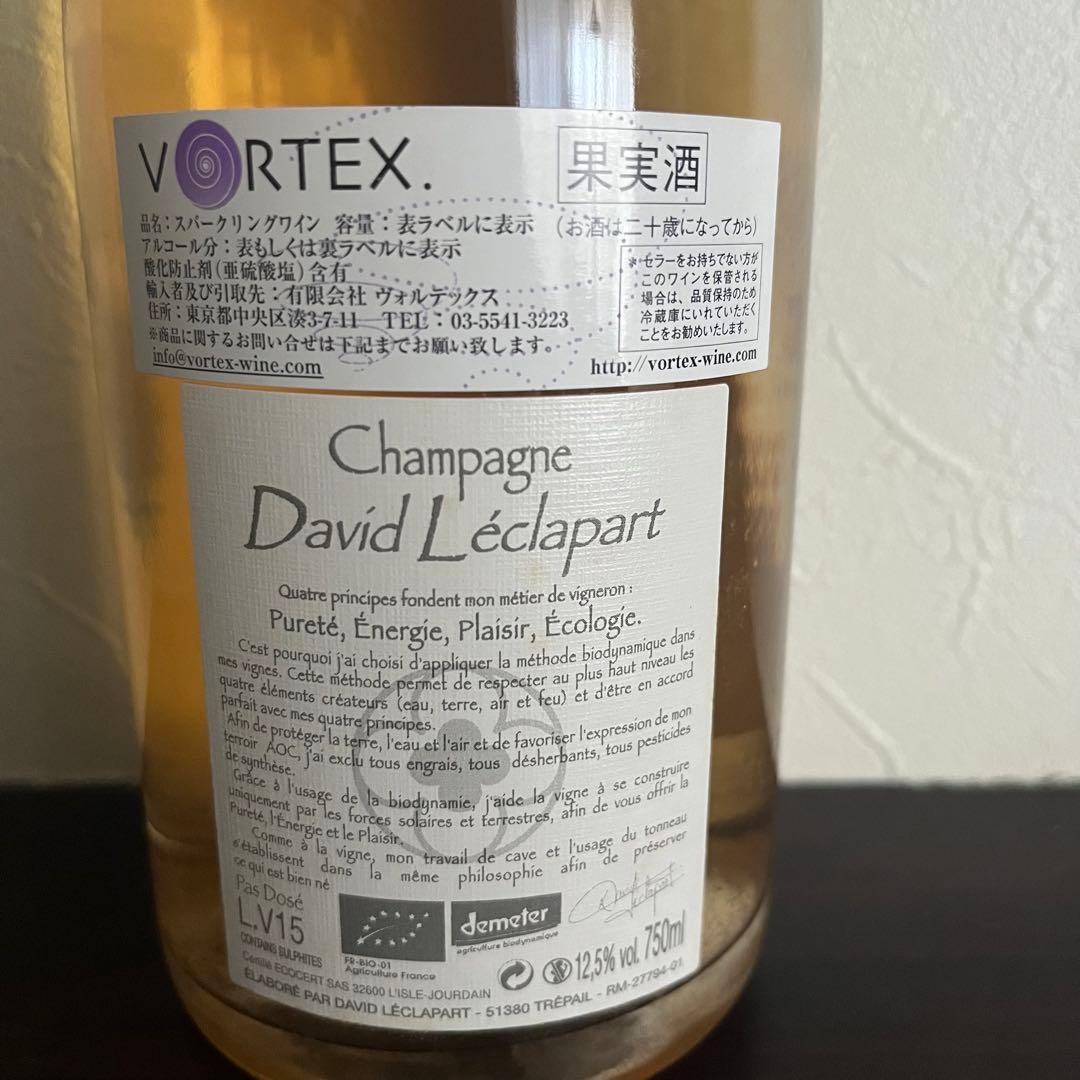 VORTEX.
果実酒
品名：スパークリングワイン 容量：表ラベルに表示 （お酒は二十歳になってから）
アルコール分：表もしくは裏ラベルに表示
酸化防止剤（亜硫酸塩）含有
輸入者及び引取先：有限会社 ヴォルテックス
住所：東京都中央区湊3-7-11 TEL：03-5541-3223
※商品に関するお問い合せは下記までお願い致します。
info@vortex-wine.com
*セラーをお持ちでない方が
このワインを保管される
場合は、品質保持のため
冷蔵庫にいれていただく
ことをお勧めいたします。
http://vortex-wine.com
Champagne
David Léclapart
Quatre principes fondent mon métier de vigneron :
Pureté, Énergie, Plaisir, Écologie.
C'est pourquoi j'ai choisi d'appliquer la méthode biodynamique dans
mes vignes. Cette méthode permet de respecter au plus haut niveau les
quatre éléments créateurs (eau, terre, air et feu) et d'être en accord
parfait avec mes quatre principes.
Afin de protéger la terre, l'eau et l'air et de favoriser l'expression de mon
terroir AOC, j'ai exclu tous engrais, tous désherbants, tous pesticides
de synthèse.
Grâce à l'usage de la biodynamie, j'aide la vigne à se construire
uniquement par les forces solaires et terrestres, afin de vous offrir la
Pureté, l'Énergie et le Plaisir.
Comme à la vigne, mon travail de cave et l'usage du tonneau
s'établissent dans la même philosophie afin de préserver
ce qui est bien né
Pas Dosé
L.V15
CONTAINS SULPHITES
FR-BIO-01
Agriculture France
demeter
agriculture biodynamique
David Léclapart
12,5% vol. 750ml
Certifié ECOCERT SAS 32600 L'ISLE-JOURDAIN
ÉLABORÉ PAR DAVID LÉCLAPART - 51380 TRÉPAIL - RM-27794-01